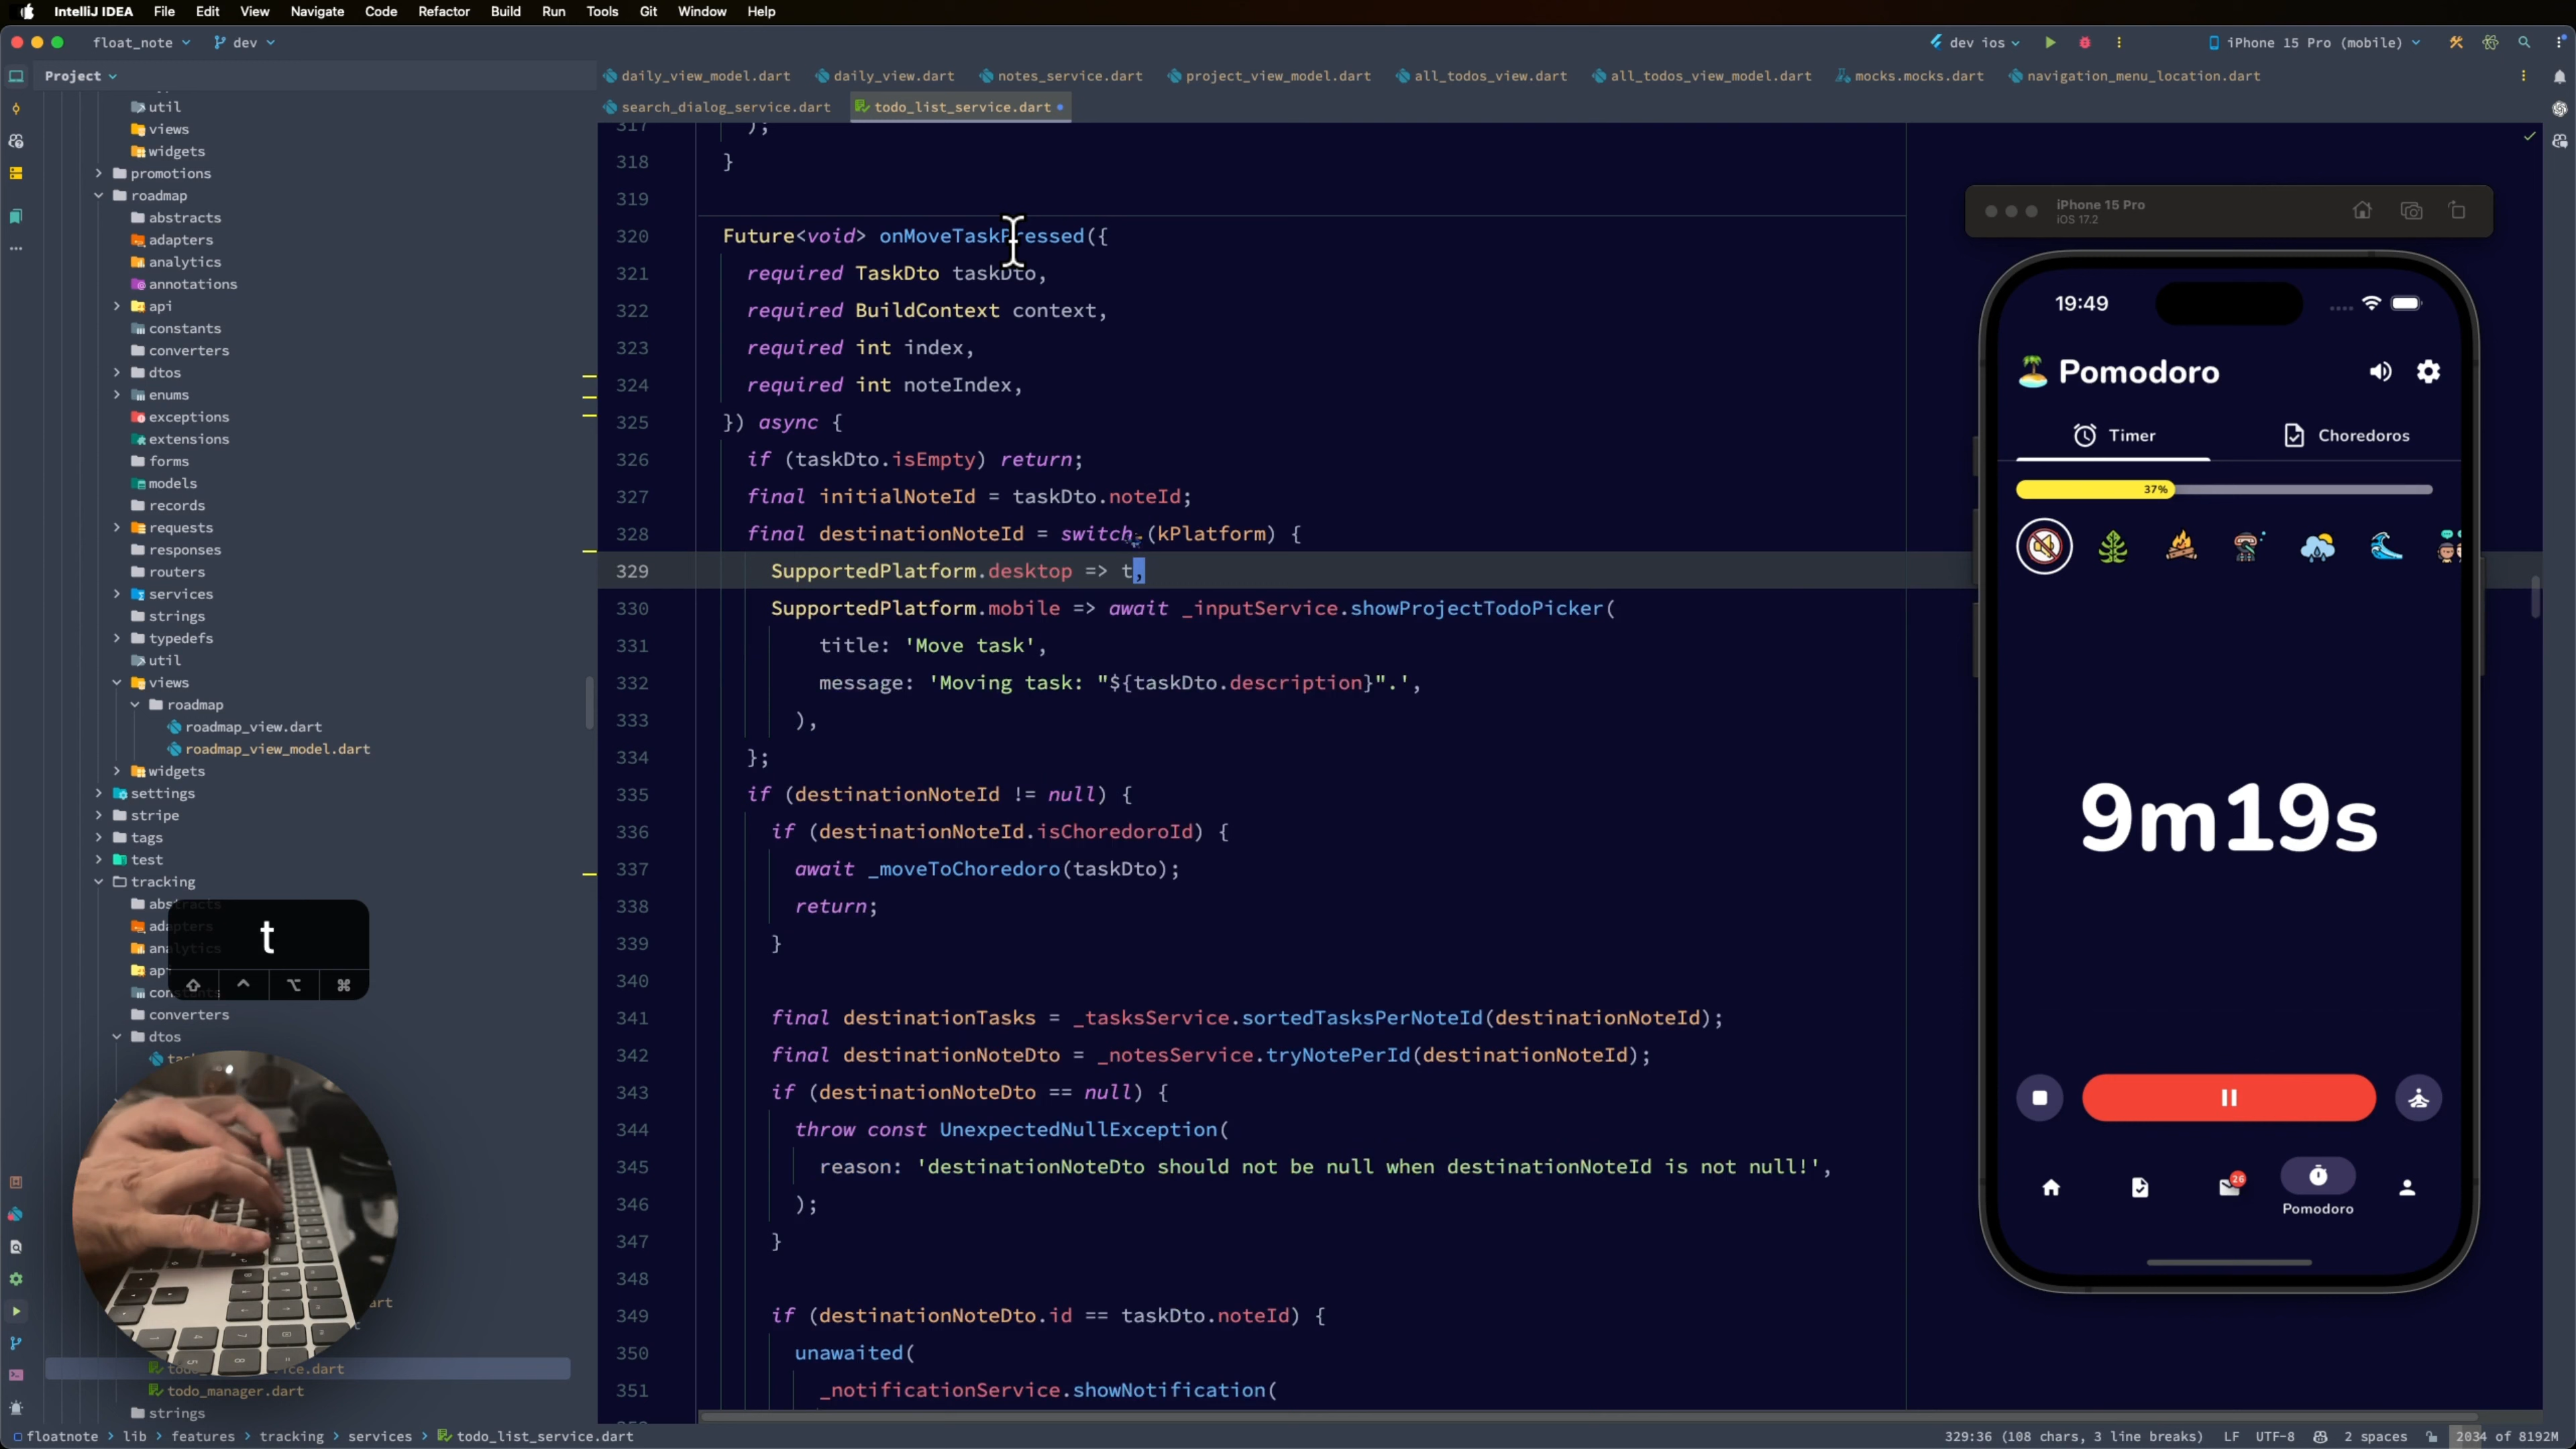 IntelliJ IDEA File Edit View Navigate Code Refactor Build Run Tools Git Window Help
float_note dev dev ios iPhone 15 Pro (mobile)
Project
daily_view_model.dart daily_view.dart notes_service.dart project_view_model.dart all_todos_view.dart all_todos_view_model.dart mocks.mocks.dart navigation_menu_location.dart
search_dialog_service.dart todo_list_service.dart
util
views
widgets
promotions
roadmap
abstracts
adapters
analytics
annotations
api
constants
converters
dtos
enums
exceptions
extensions
forms
models
records
requests
responses
routers
services
strings
typedefs
util
views
roadmap
roadmap_view.dart
roadmap_view_model.dart
widgets
settings
stripe
tags
test
tracking
abstracts
adapters
analytics
constants
converters
dtos
todo_manager.dart
strings
t
317 );
318 }
319
320 Future<void> onMoveTaskPressed({
321 required TaskDto taskDto,
322 required BuildContext context,
323 required int index,
324 required int noteIndex,
325 }) async {
326 if (taskDto.isEmpty) return;
327 final initialNoteId = taskDto.noteId;
328 final destinationNoteId = switch (kPlatform) {
329 SupportedPlatform.desktop => t,
330 SupportedPlatform.mobile => await _inputService.showProjectTodoPicker(
331 title: 'Move task',
332 message: 'Moving task: "${taskDto.description}".',
333 ),
334 };
335 if (destinationNoteId != null) {
336 if (destinationNoteId.isChoredoroId) {
337 await _moveToChoredoro(taskDto);
338 return;
339 }
340
341 final destinationTasks = _tasksService.sortedTasksPerNoteId(destinationNoteId);
342 final destinationNoteDto = _notesService.tryNotePerId(destinationNoteId);
343 if (destinationNoteDto == null) {
344 throw const UnexpectedNullException(
345 reason: 'destinationNoteDto should not be null when destinationNoteId is not null!',
346 );
347 }
348
349 if (destinationNoteDto.id == taskDto.noteId) {
350 unawaited(
351 _notificationService.showNotification(
iPhone 15 Pro
iOS 17.2
19:49
Pomodoro
Timer Choredoros
37%
9m19s
26
Pomodoro
floatnote > lib > features > tracking > services > todo_list_service.dart
329:36 (108 chars, 3 line breaks) LF UTF-8 2 spaces 2034 of 8192M